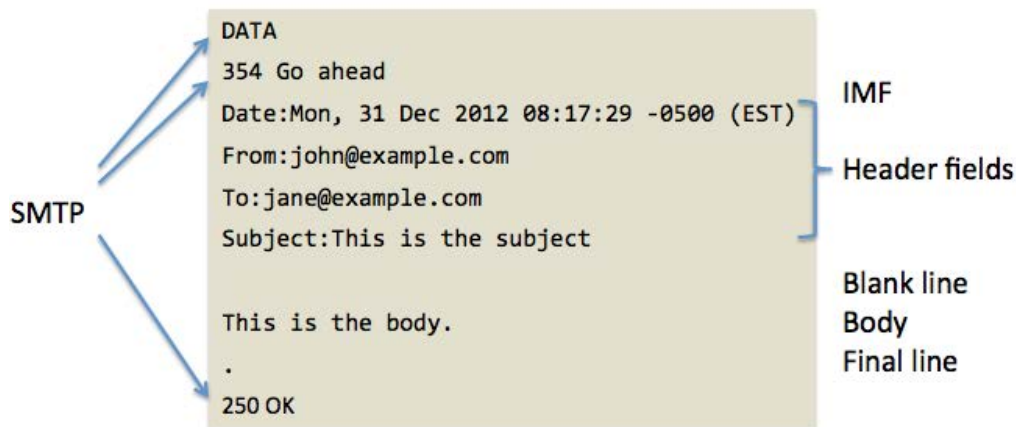 SMTP
DATA
354 Go ahead
Date:Mon, 31 Dec 2012 08:17:29 -0500 (EST)
From:john@example.com
To:jane@example.com
Subject:This is the subject
This is the body.
.
250 OK
IMF
Header fields
Blank line
Body
Final line